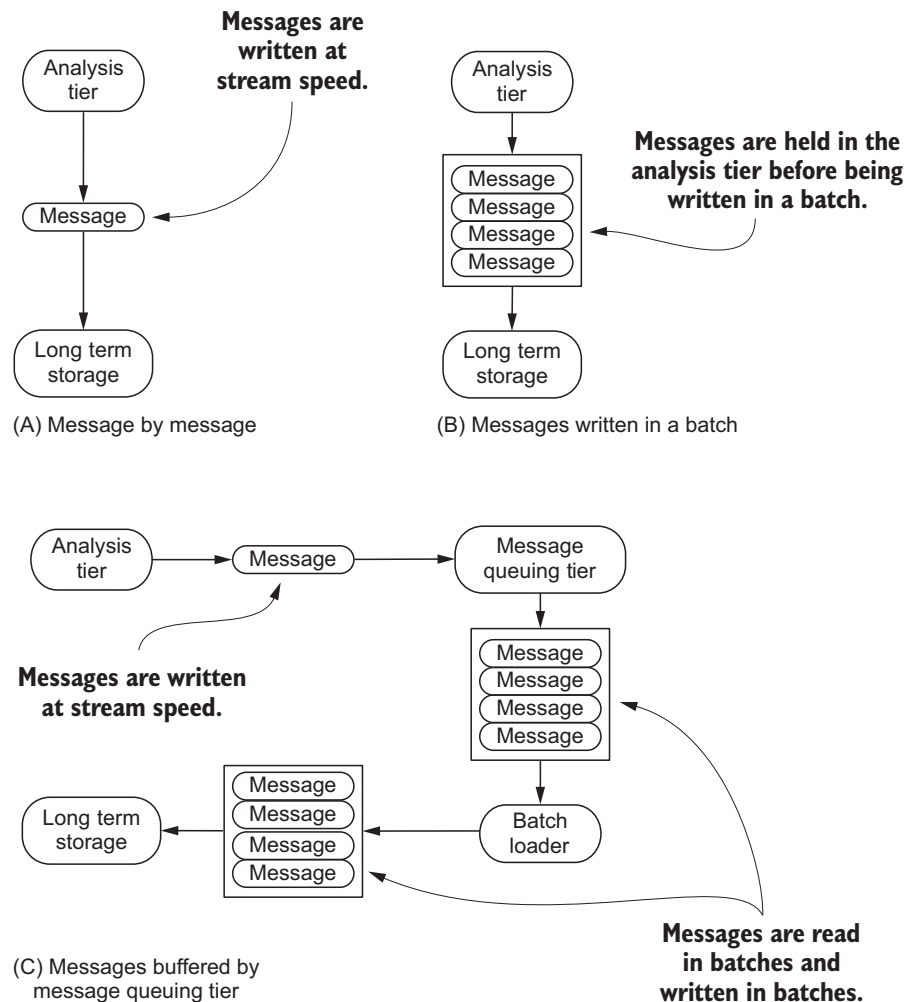 Messages are
written at
stream speed.
Analysis
tier
Message
Long term
storage
(A) Message by message
Analysis
tier
Messages are held in the
analysis tier before being
written in a batch.
Message
Message
Message
Message
Long term
storage
(B) Messages written in a batch
Analysis
tier
Message
Message
queuing tier
Messages are written
at stream speed.
Message
Message
Message
Message
Batch
loader
Message
Message
Message
Message
Long term
storage
Messages are read
in batches and
written in batches.
(C) Messages buffered by
message queuing tier